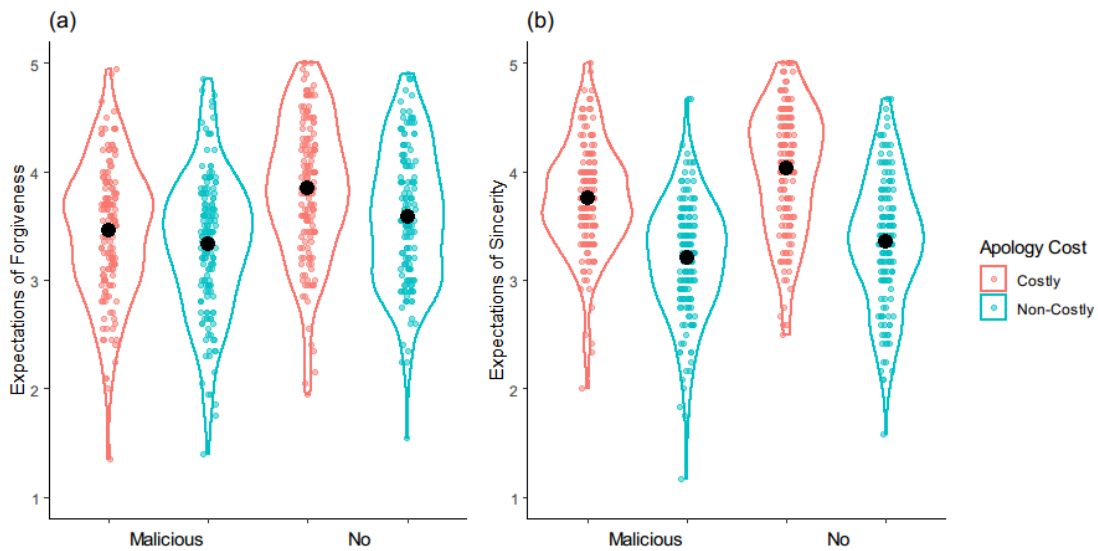 (a)
Expectations of Forgiveness
5
4
3
2
1
Malicious No
(b)
Expectations of Sincerity
5
4
3
2
1
Malicious No
Apology Cost
Costly
Non-Costly